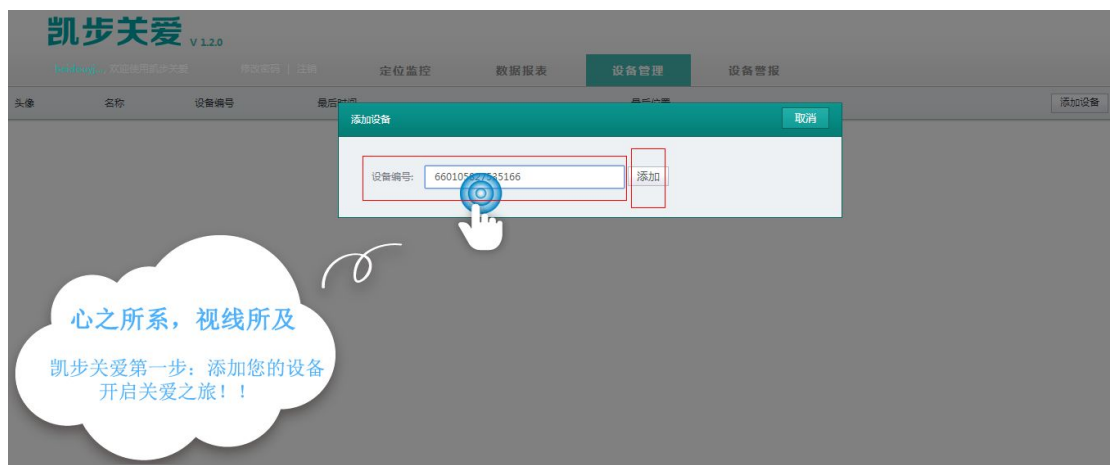 凯步关爱 V 1.2.0
欢迎使用凯步关爱 修改密码 | 注销
定位监控 数据报表 设备管理 设备警报
头像 名称 设备编号 最后时间 最后位置 添加设备
添加设备 取消
设备编号: 添加
心之所系，视线所及
凯步关爱第一步：添加您的设备
开启关爱之旅！！